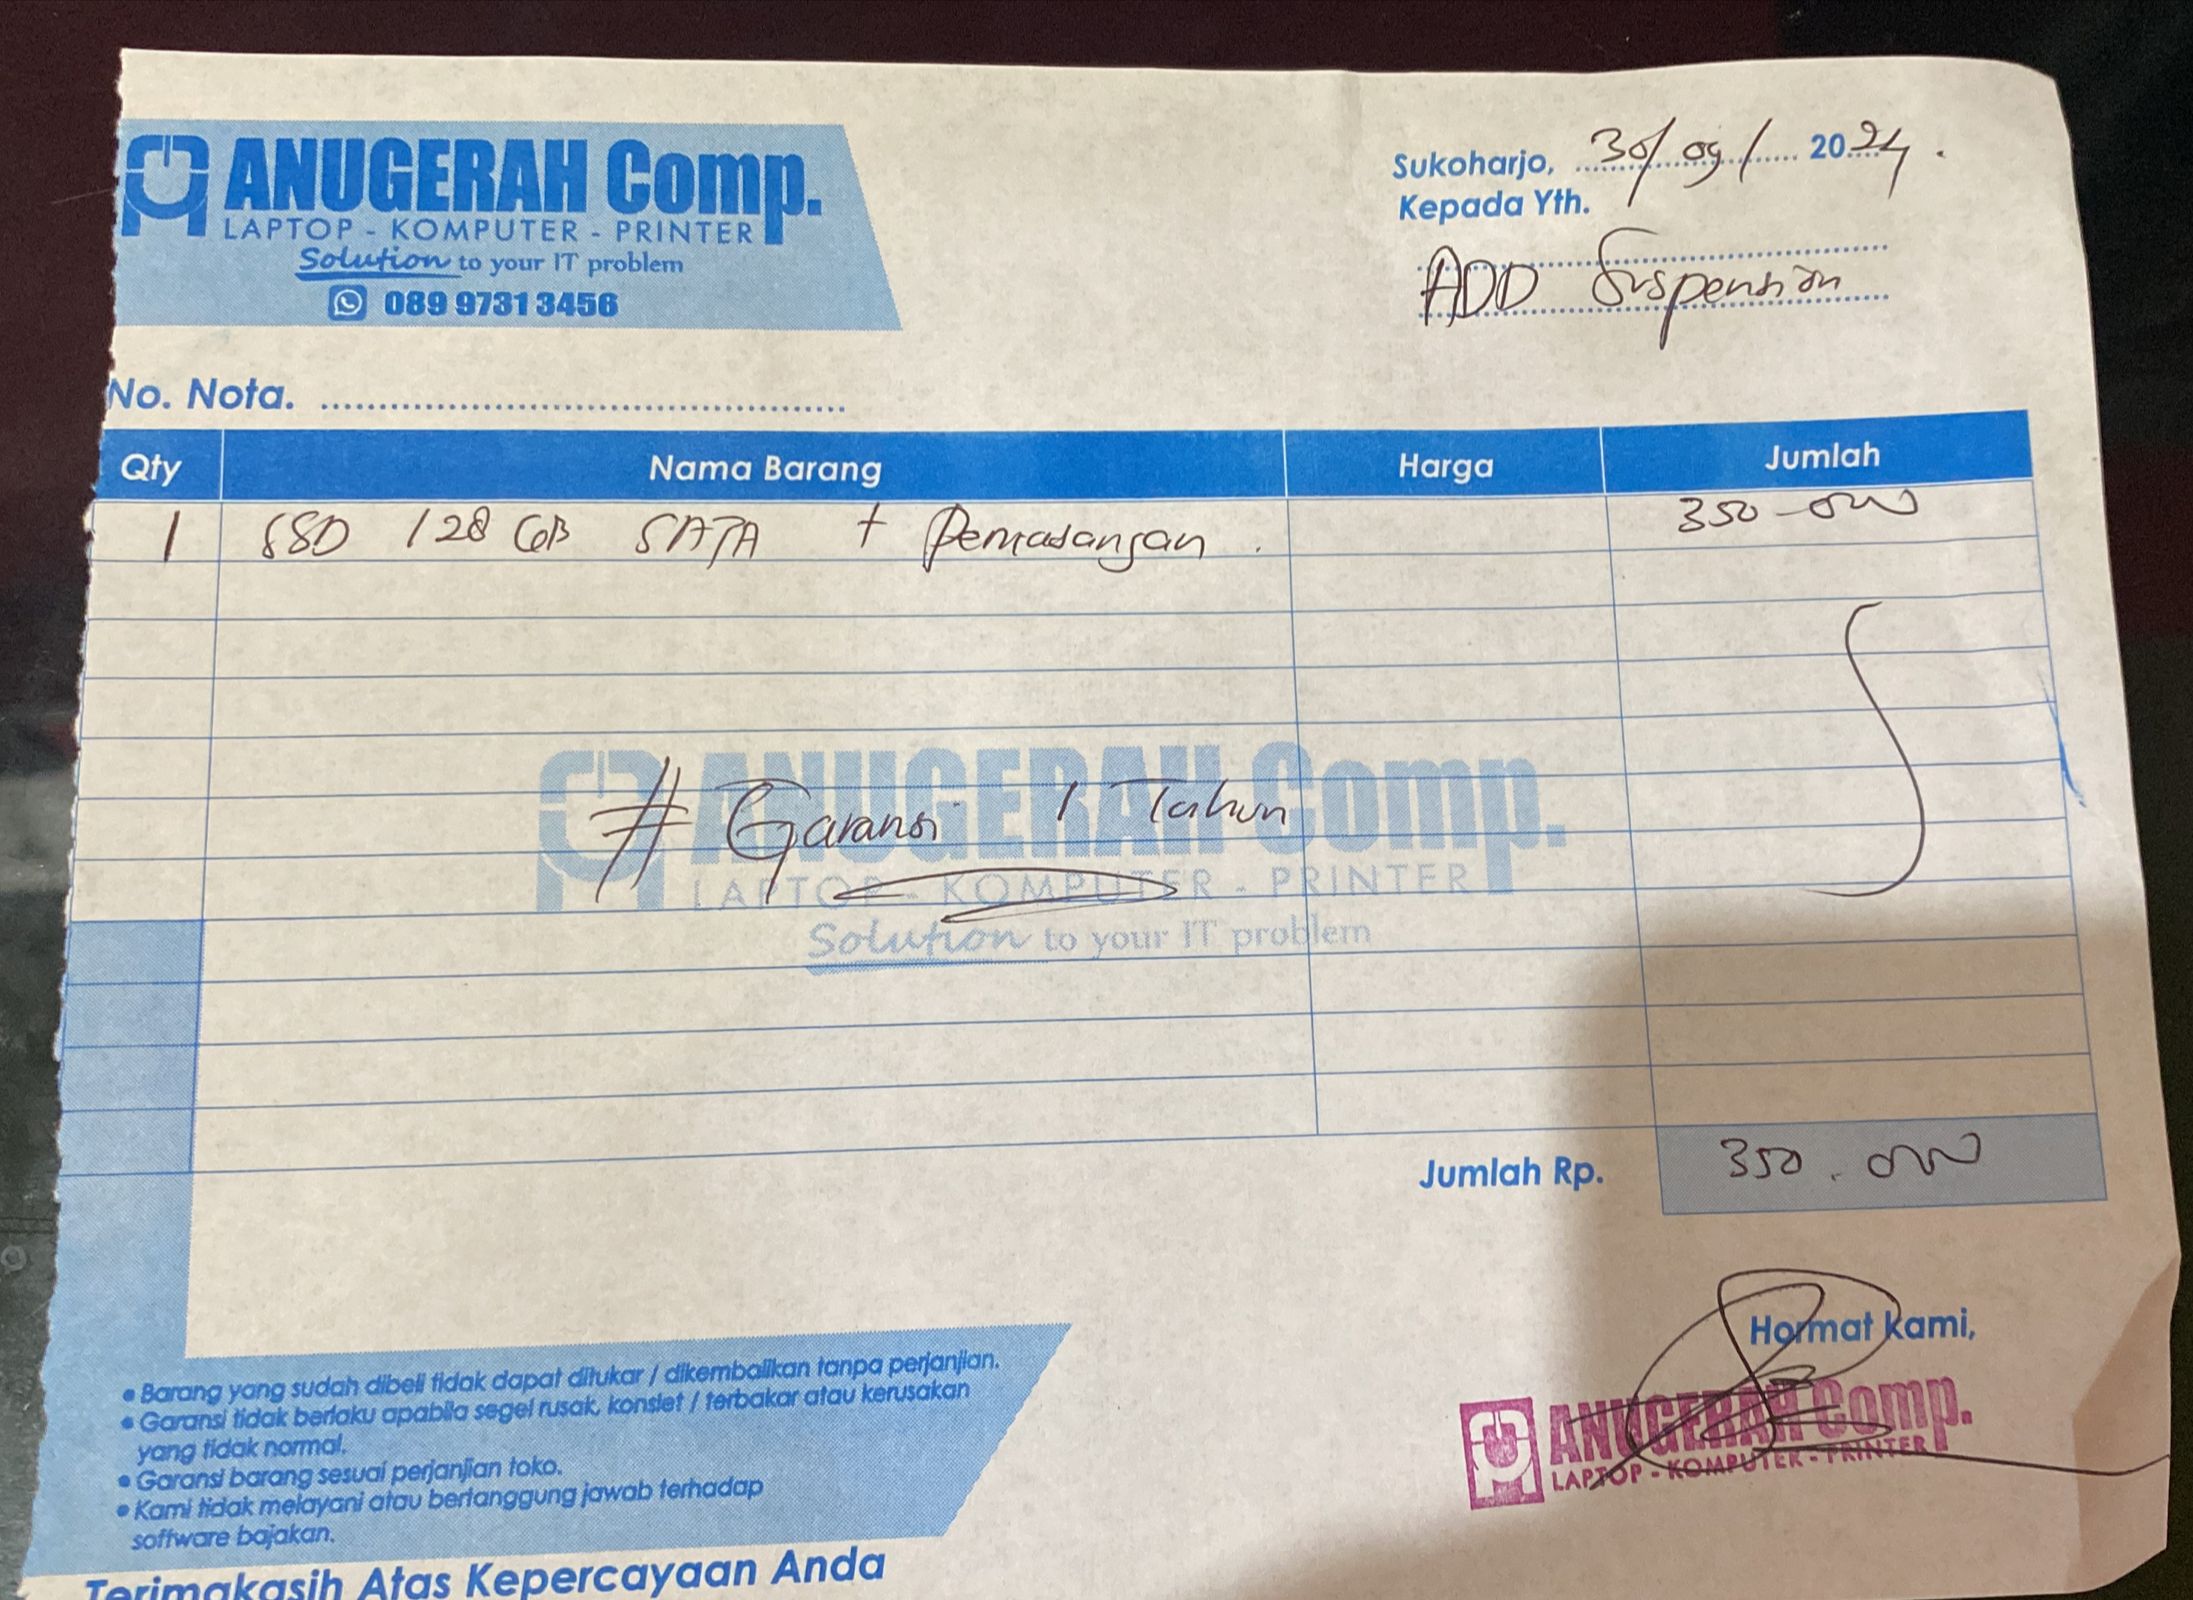 ANUGERAH Comp.
LAPTOP - KOMPUTER - PRINTER
Solution to your IT problem
089 9731 3456
Sukoharjo, 30/09/ 2024.
Kepada Yth.
ADD Suspension
No. Nota.
Qty Nama Barang Harga Jumlah
1 SSD 128 GB SATA + Pemasangan. 350.000
ANUGERAH Comp.
# Garansi 1 Tahun
LAPTOP - KOMPUTER - PRINTER
Solution to your IT problem
Jumlah Rp. 350.000
Hormat Kami,
ANUGERAH Comp.
LAPTOP - KOMPUTER - PRINTER
• Barang yang sudah dibeli tidak dapat ditukar / dikembalikan tanpa perjanjian.
• Garansi tidak berlaku apabila segel rusak, konslet / terbakar atau kerusakan
yang tidak normal.
• Garansi barang sesuai perjanjian toko.
• Kami tidak melayani atau bertanggung jawab terhadap
software bajakan.
Terimakasih Atas Kepercayaan Anda